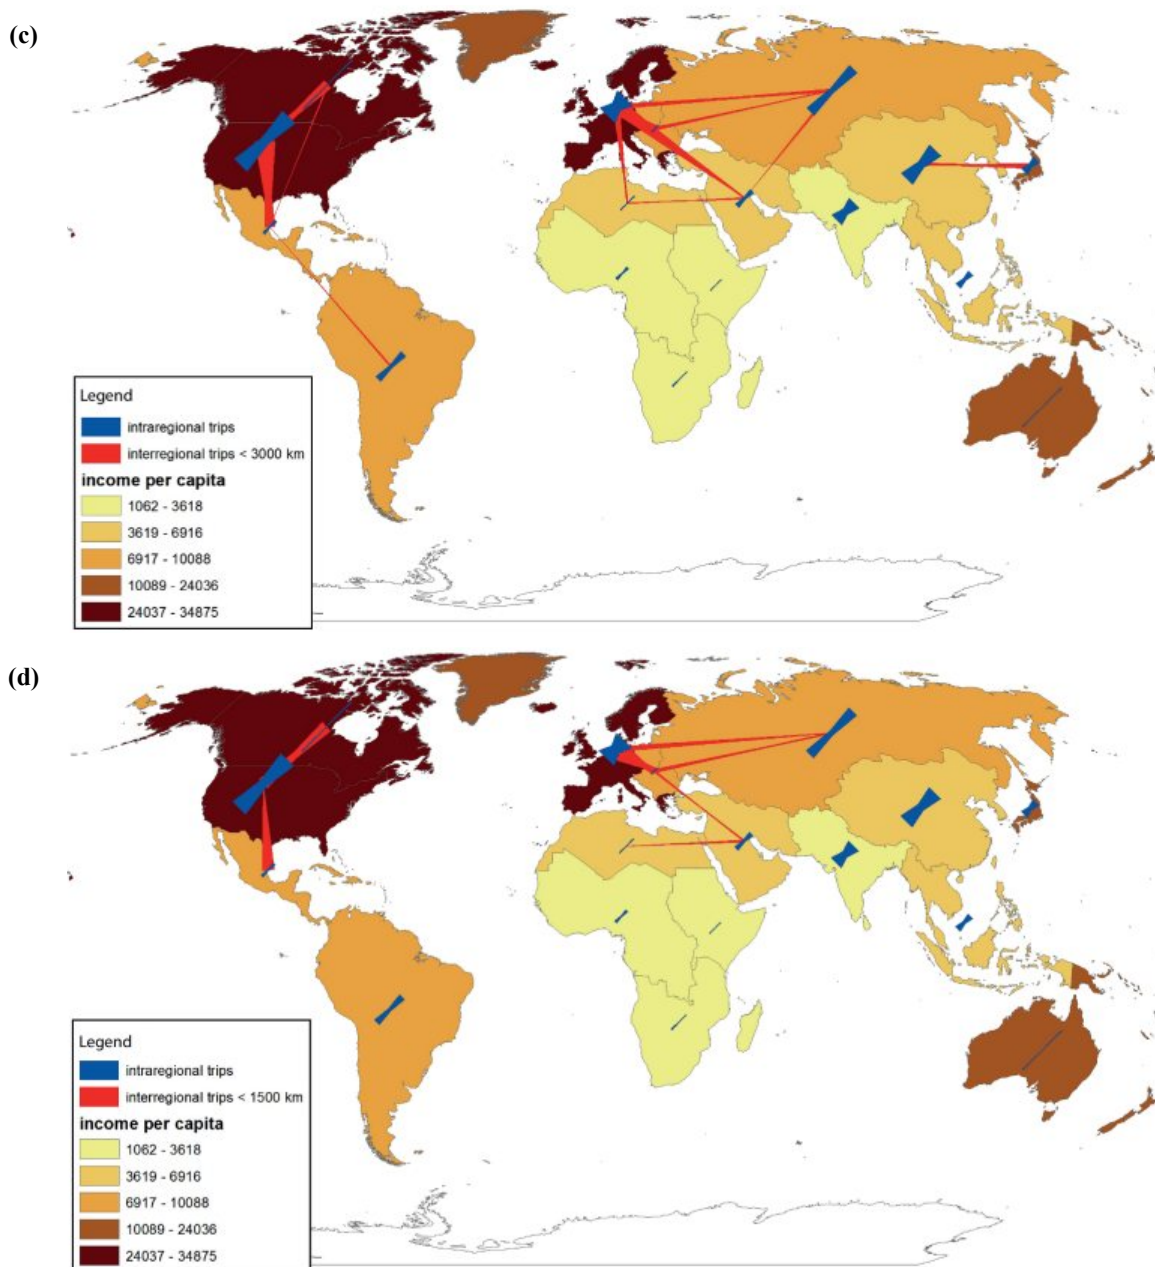 (c)
Legend
intraregional trips
interregional trips < 3000 km
income per capita
1062 - 3618
3619 - 6916
6917 - 10088
10089 - 24036
24037 - 34875
(d)
Legend
intraregional trips
interregional trips < 1500 km
income per capita
1062 - 3618
3619 - 6916
6917 - 10088
10089 - 24036
24037 - 34875